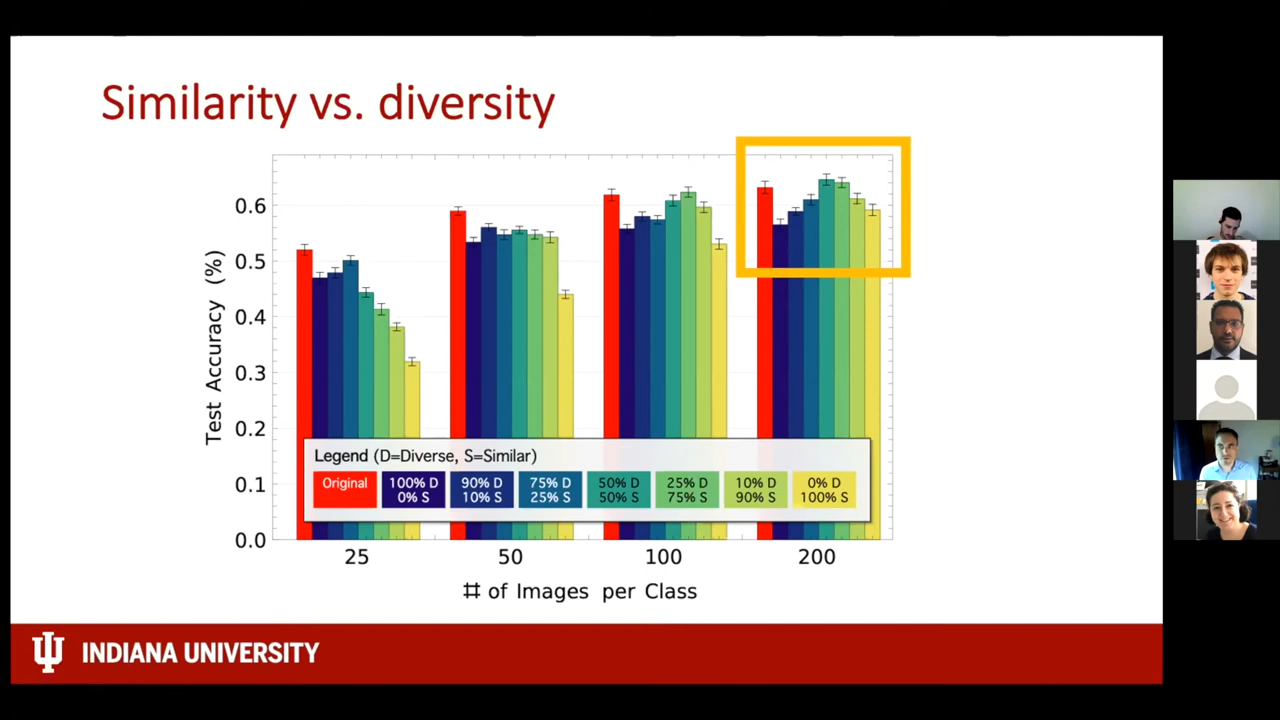 Similarity vs. diversity
Test Accuracy (%)
0.6
0.5
0.4
0.3
0.2
0.1
0.0
Legend (D=Diverse, S=Similar)
Original
100% D
0% S
90% D
10% S
75% D
25% S
50% D
50% S
25% D
75% S
10% D
90% S
0% D
100% S
25
50
100
200
# of Images per Class
INDIANA UNIVERSITY